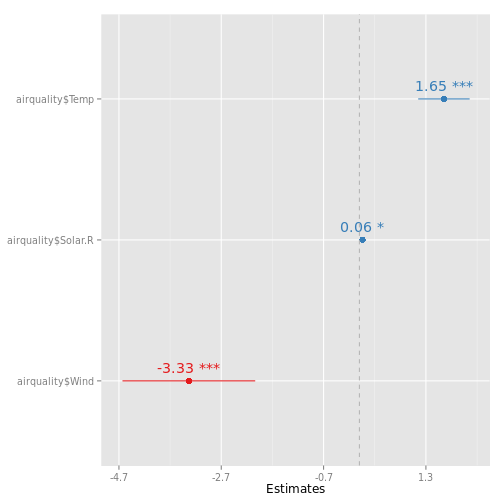 1.65 ***
airquality$Temp
0.06 *
airquality$Solar.R
-3.33 ***
airquality$Wind
-4.7 -2.7 -0.7 1.3
Estimates